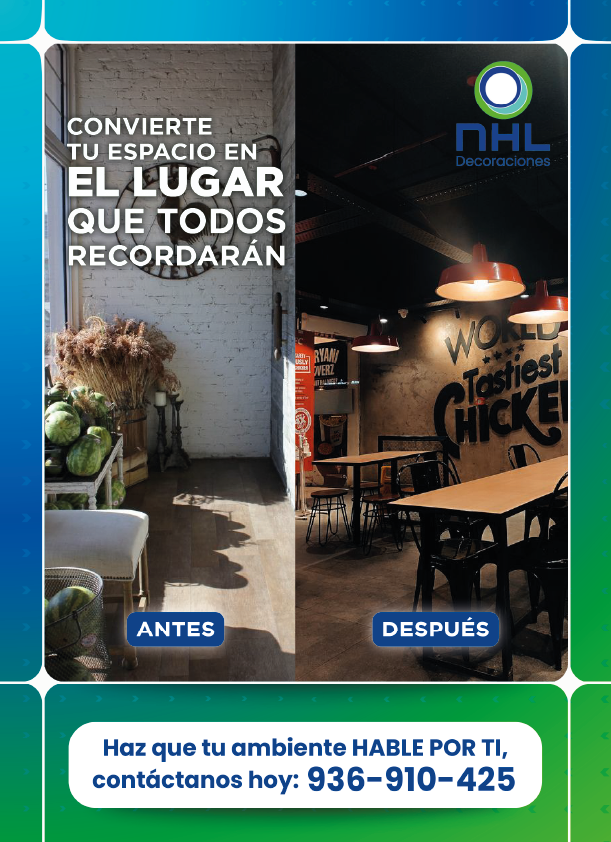 CONVIERTE
TU ESPACIO EN
EL LUGAR
QUE TODOS
RECORDARÁN
NHL
Decoraciones
WORLD
Tastiest
CHICKE
ANTES
DESPUÉS
Haz que tu ambiente HABLE POR TI,
contáctanos hoy: 936-910-425